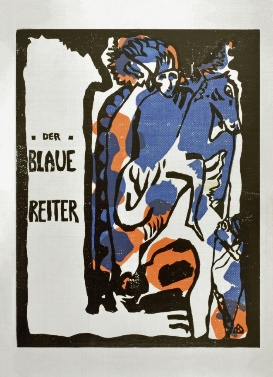 ▪ DER ▪
BLAUE
REITER